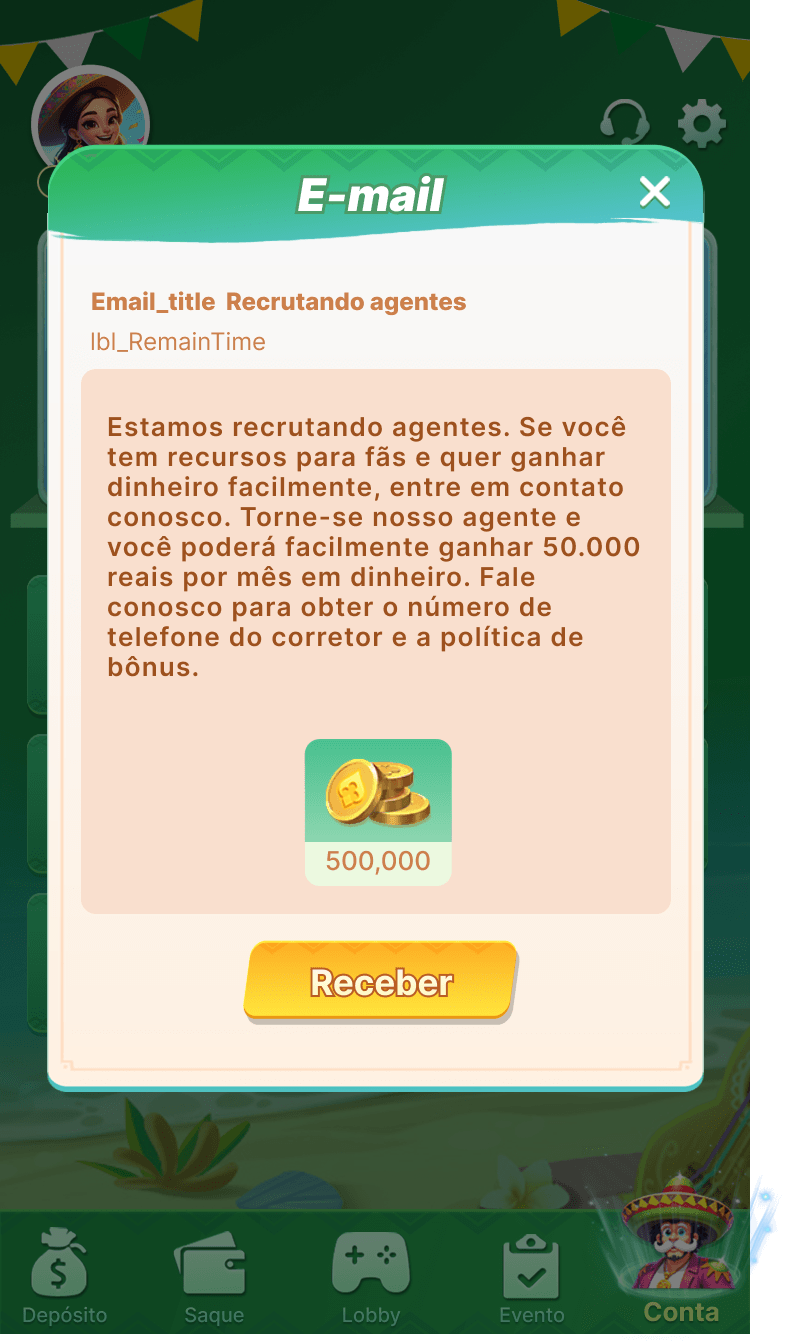 E-mail
Email_title Recrutando agentes
lbl_RemainTime
Estamos recrutando agentes. Se você
tem recursos para fãs e quer ganhar
dinheiro facilmente, entre em contato
conosco. Torne-se nosso agente e
você poderá facilmente ganhar 50.000
reais por mês em dinheiro. Fale
conosco para obter o número de
telefone do corretor e a política de
bônus.
500,000
Receber
Depósito Saque Lobby Evento Conta